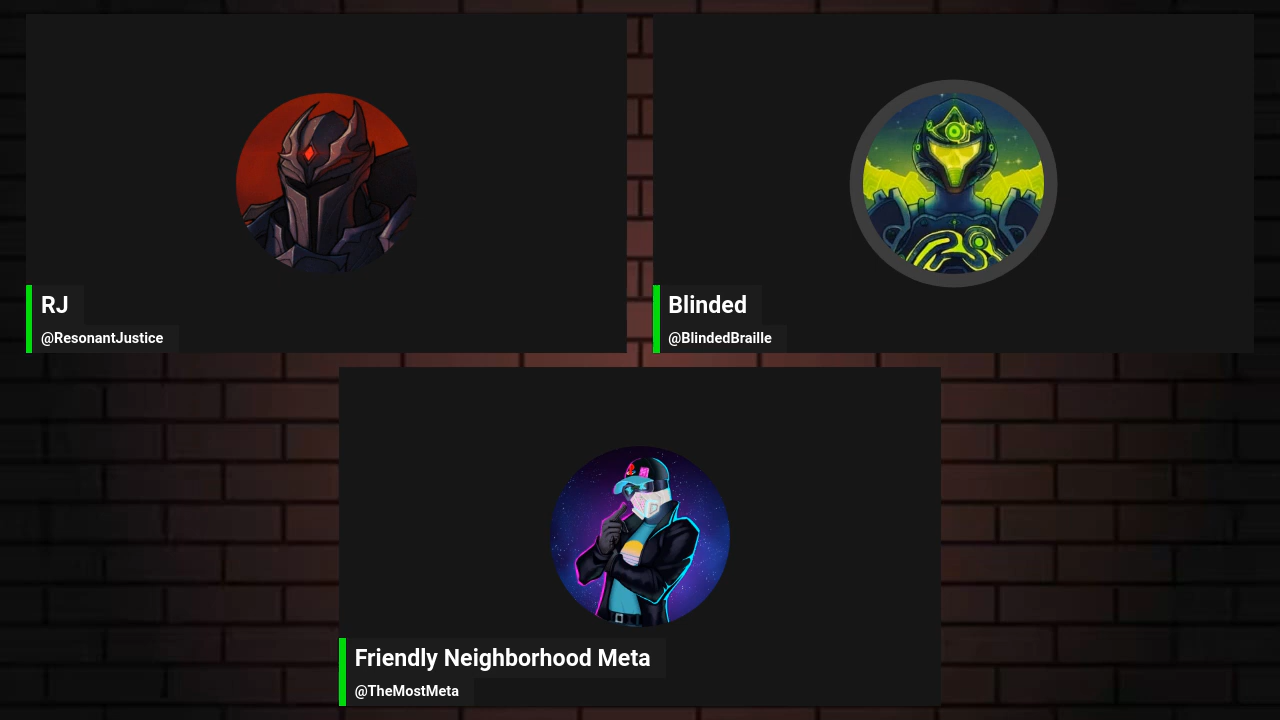 RJ
@ResonantJustice
Blinded
@BlindedBraille
Friendly Neighborhood Meta
@TheMostMeta